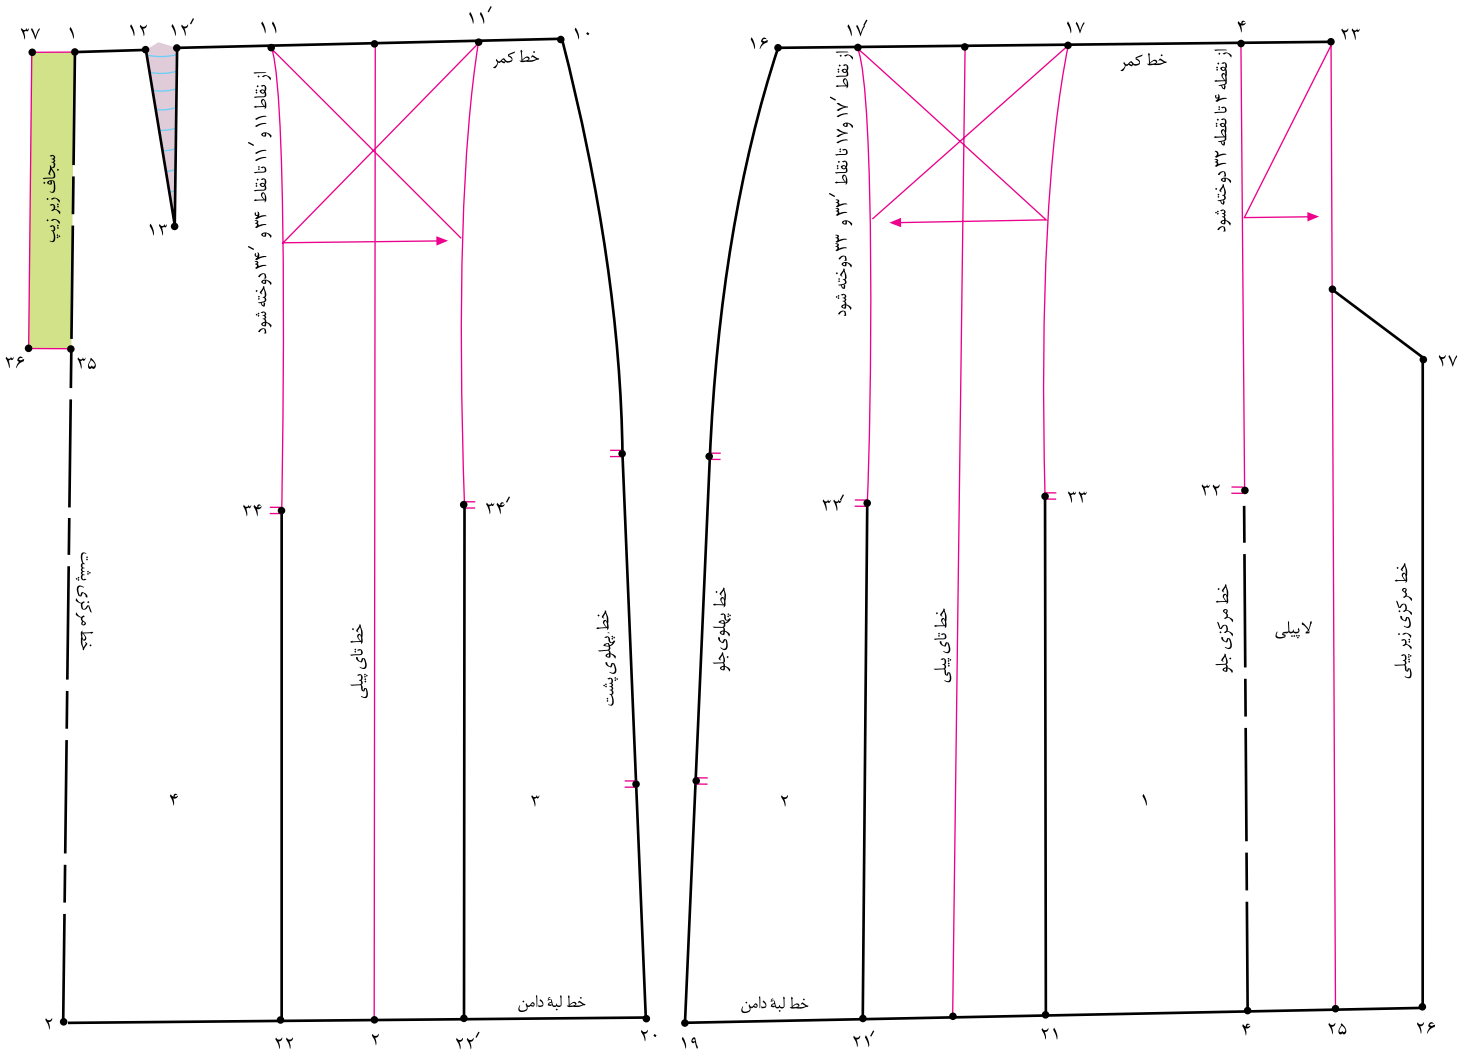 ۳۷
۱
۱۲
۱۲′
۱۱
۱۱′
۱۰
خط کمر
۱۳
سجاف زیر زیپ
۳۶
۳۵
از نقاط ۱۱ و ۱۱′ تا نقاط ۳۴ و ۳۴′ دوخته شود
۳۴
۳۴′
خط مرکزی پشت
خط تای پیلی
خط پهلوی پشت
۴
۳
خط لبهٔ دامن
۲
۲۲
۲
۲۲′
۲۰
۱۶
۱۷′
۱۷
خط کمر
۴
۲۳
از نقاط ۱۷′ و ۱۷ تا نقاط ۳۳′ و ۳۳ دوخته شود
از نقطه ۴ تا نقطه ۳۲ دوخته شود
۲۷
۳۳′
۳۳
۳۲
خط پهلوی جلو
خط تای پیلی
خط مرکزی جلو
لاپیلی
خط مرکزی زیر پیلی
۲
۱
خط لبهٔ دامن
۱۹
۲۱′
۲۱
۴
۲۵
۲۶